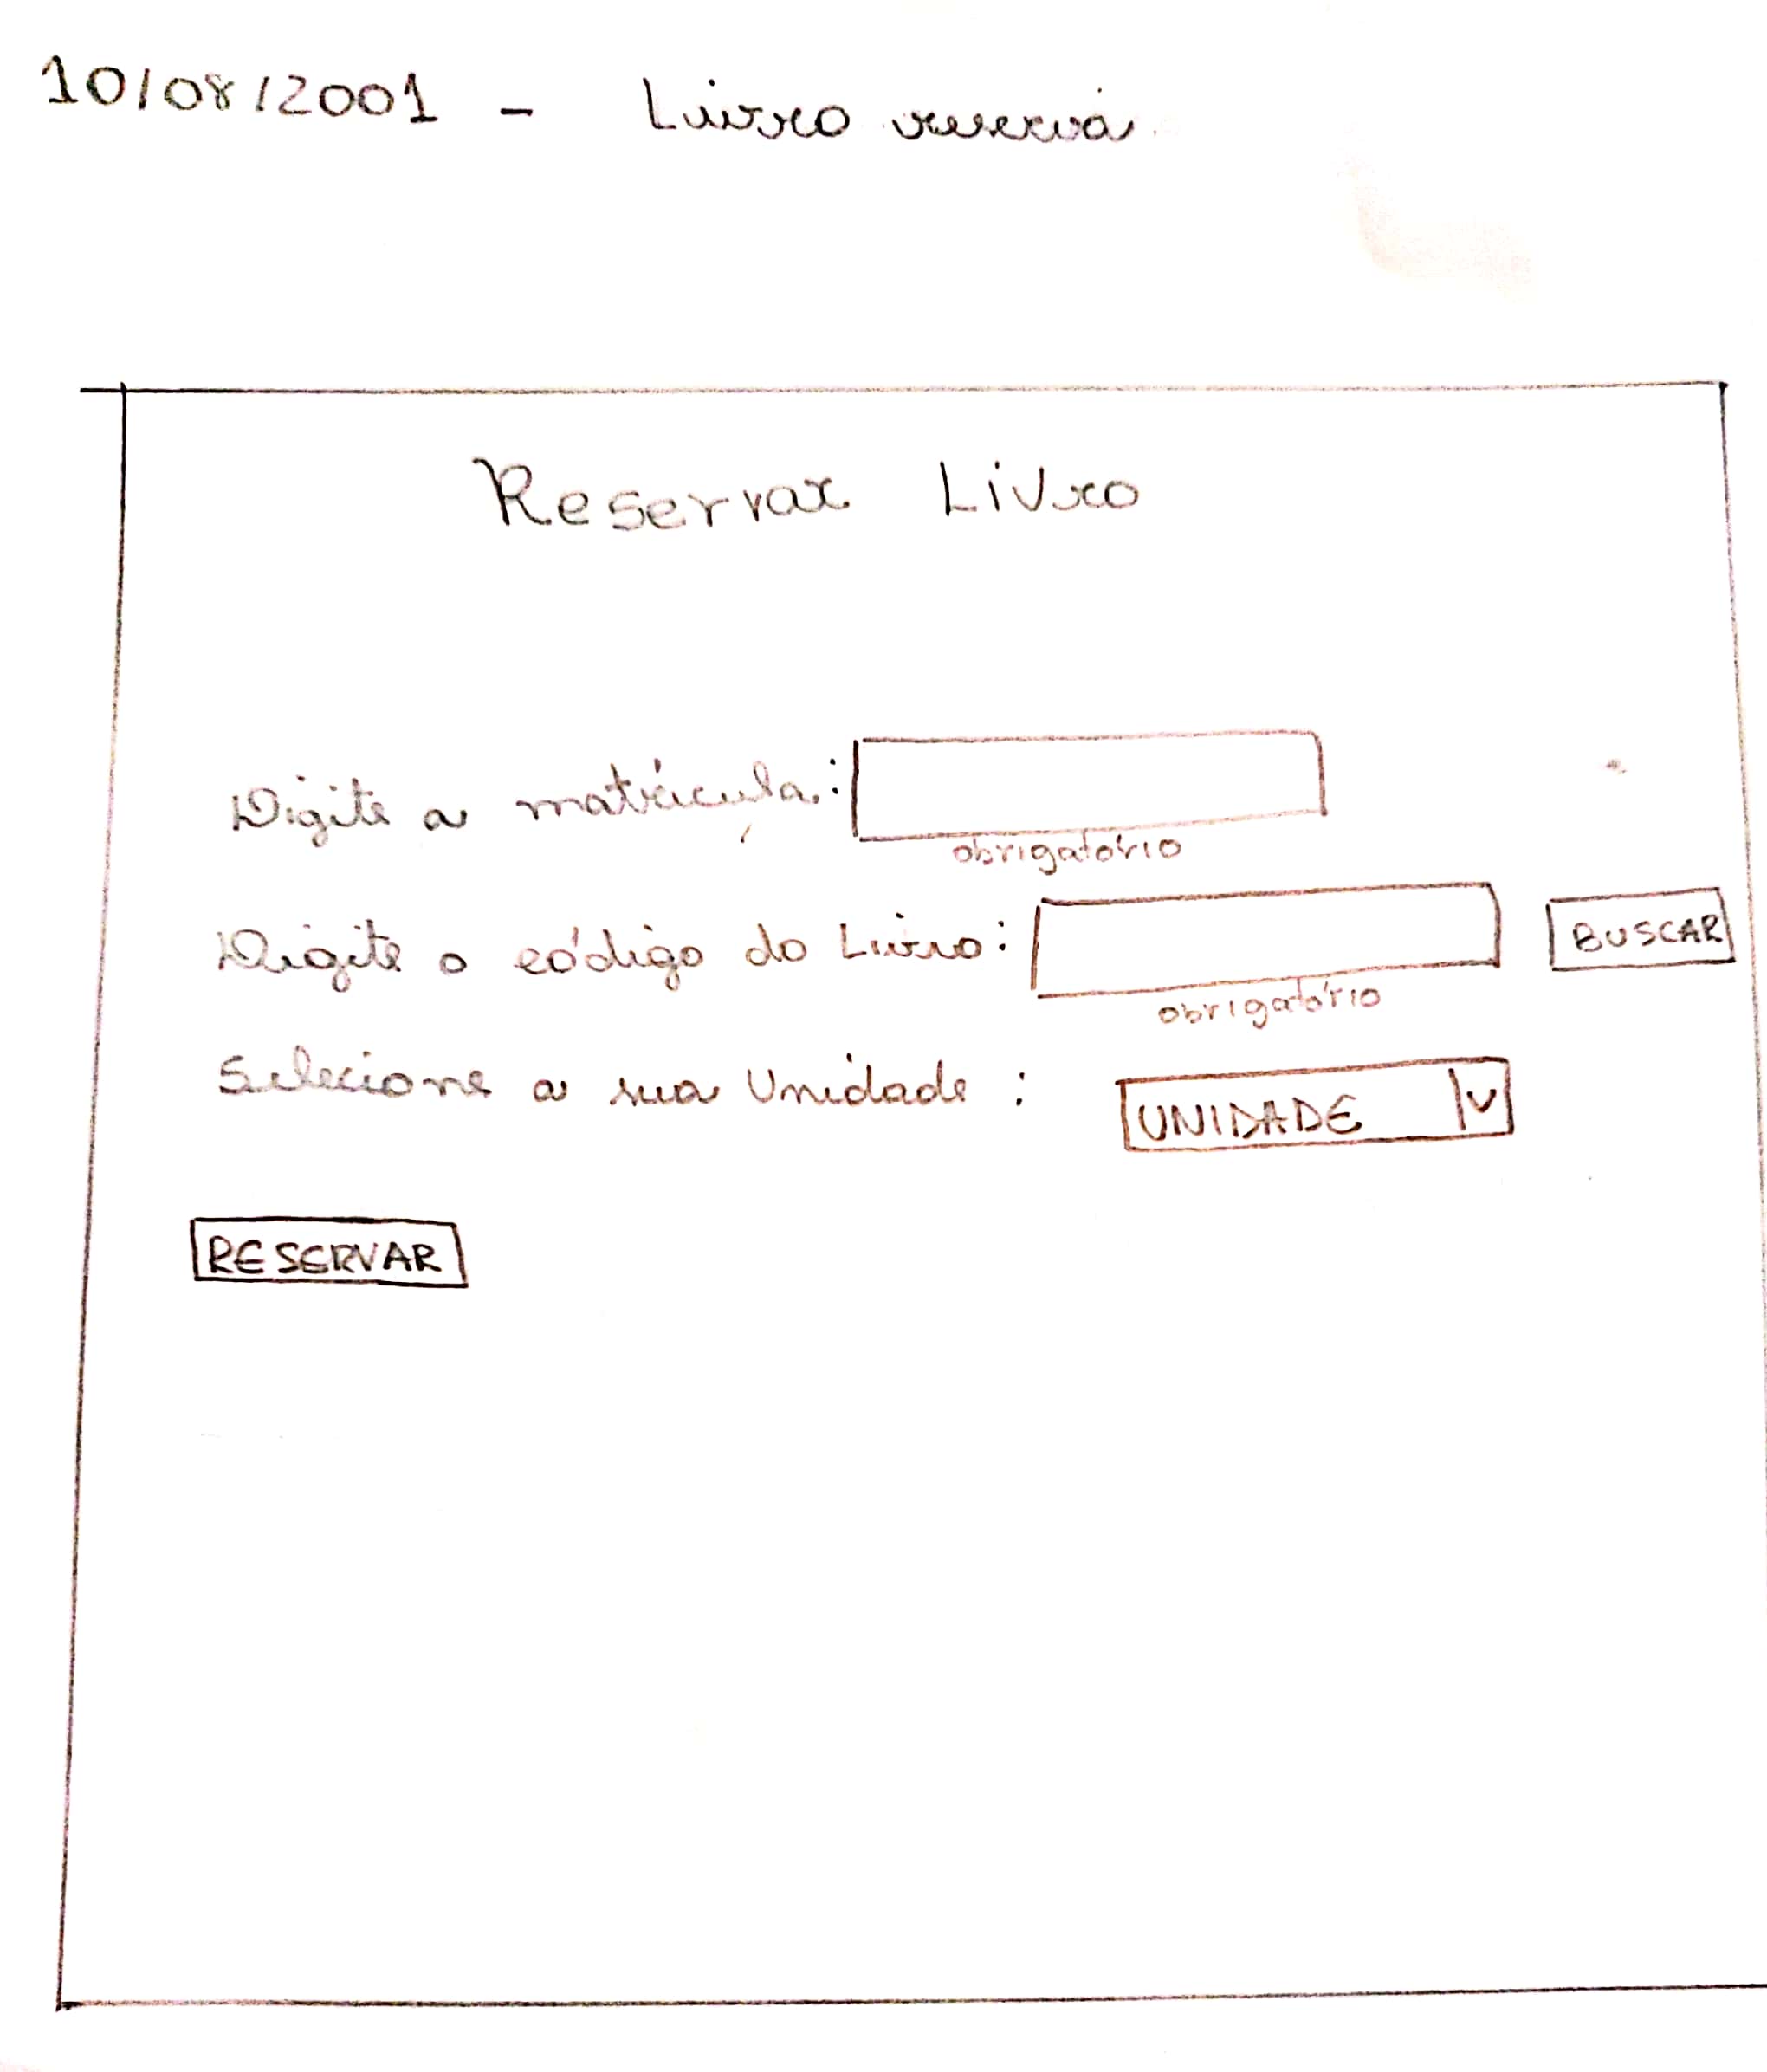 10/08/2001 - Livro reserva
Reservar Livro
Digite a matrícula:
obrigatório
Digite o código do Livro: BUSCAR
obrigatório
Selecione a sua Unidade : UNIDADE V
RESERVAR